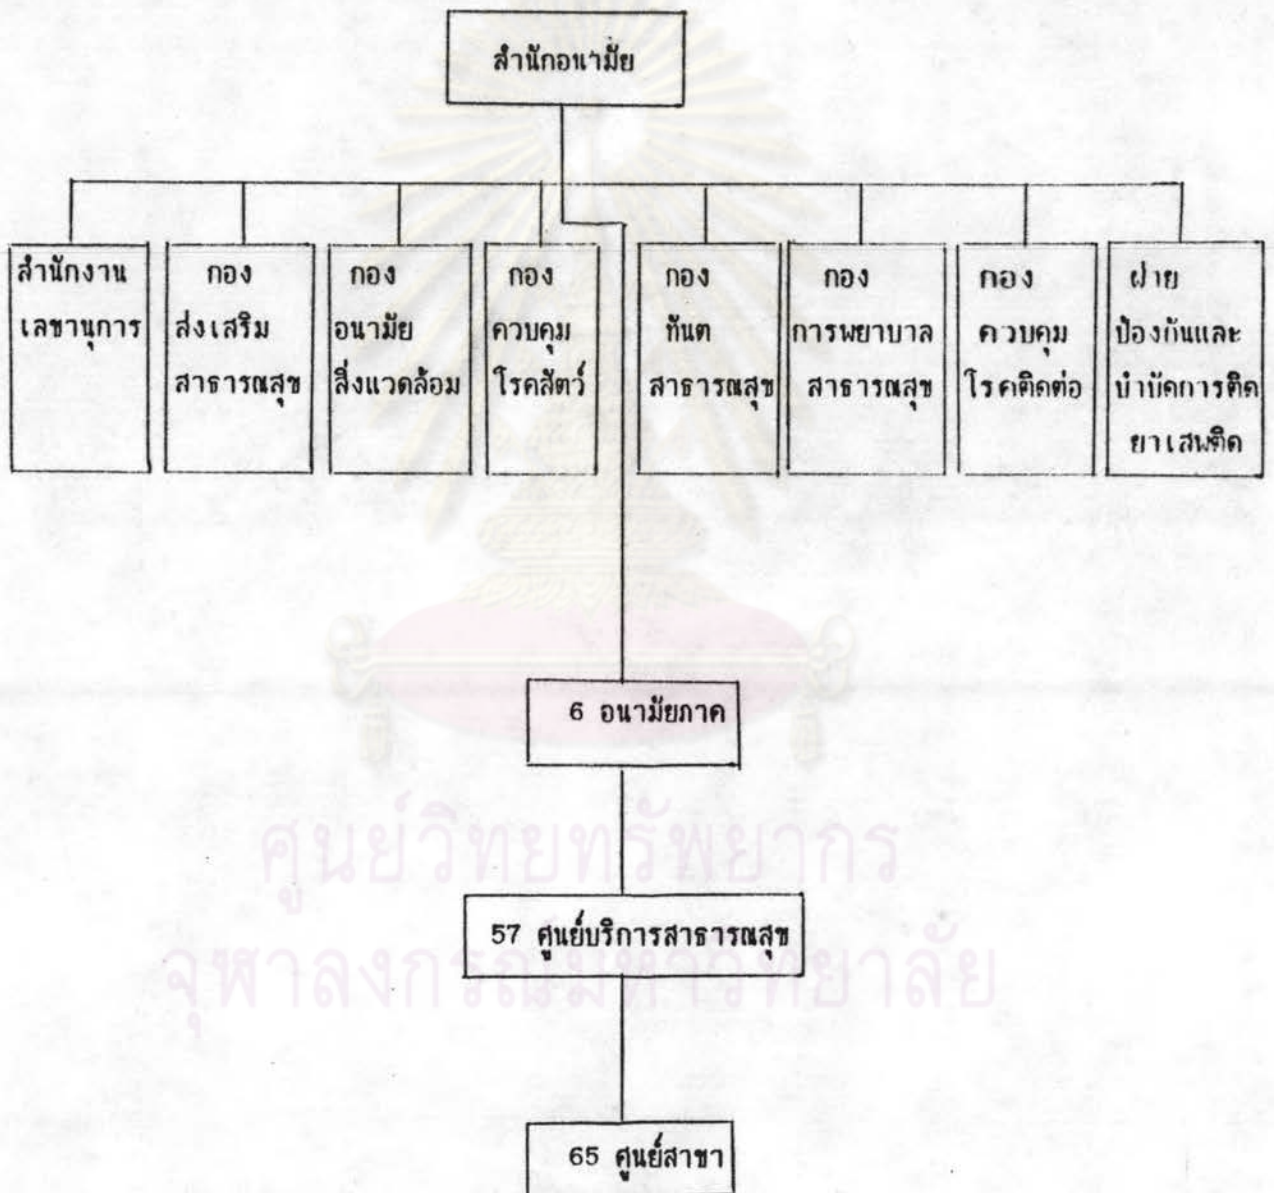 สำนักอนามัย
สำนักงาน
เลขานุการ
กอง
ส่งเสริม
สาธารณสุข
กอง
อนามัย
สิ่งแวดล้อม
กอง
ควบคุม
โรคสัตว์
กอง
ทันต
สาธารณสุข
กอง
การพยาบาล
สาธารณสุข
กอง
ควบคุม
โรคติดต่อ
ฝ่าย
ป้องกันและ
บำบัดการติด
ยาเสพติด
6 อนามัยภาค
57 ศูนย์บริการสาธารณสุข
65 ศูนย์สาขา
ศูนย์วิทยทรัพยากร
จุฬาลงกรณ์มหาวิทยาลัย